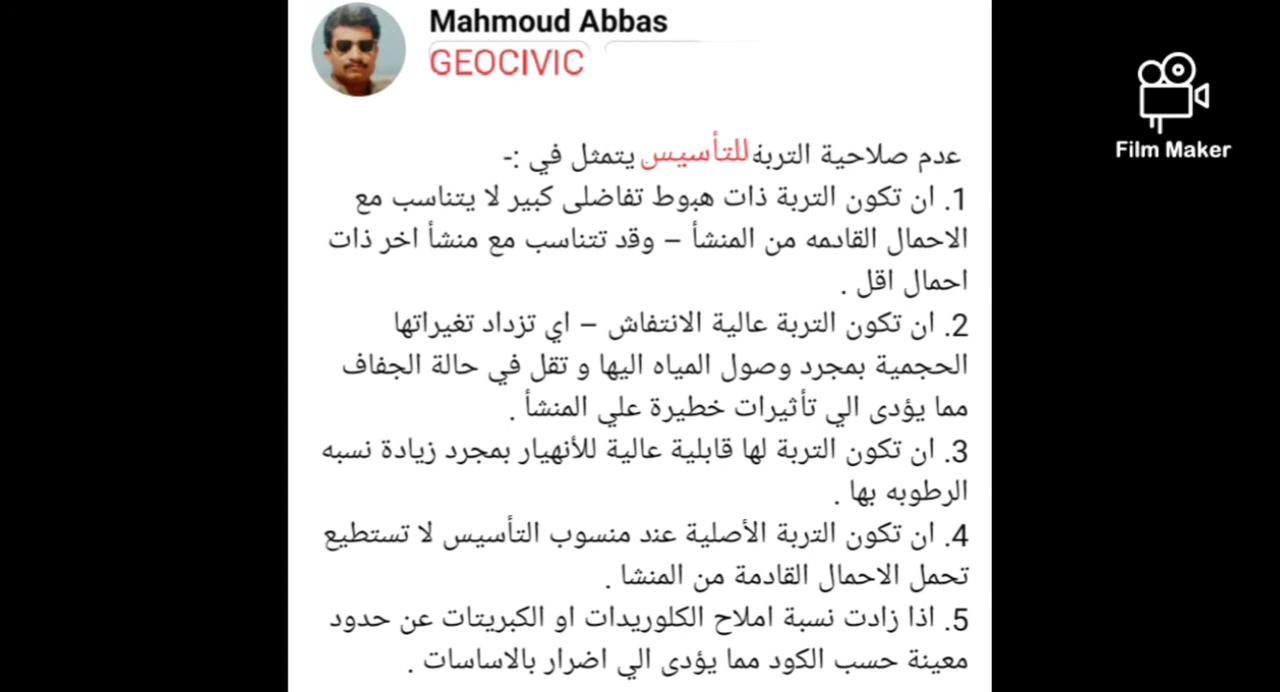 Mahmoud Abbas
GEOCIVIC
Film Maker
عدم صلاحية التربة للتأسيس يتمثل في :-
1. ان تكون التربة ذات هبوط تفاضلى كبير لا يتناسب مع
الاحمال القادمه من المنشأ – وقد تتناسب مع منشأ اخر ذات
احمال اقل .
2. ان تكون التربة عالية الانتفاش – اي تزداد تغيراتها
الحجمية بمجرد وصول المياه اليها و تقل في حالة الجفاف
مما يؤدى الي تأثيرات خطيرة علي المنشأ .
3. ان تكون التربة لها قابلية عالية للأنهيار بمجرد زيادة نسبه
الرطوبه بها .
4. ان تكون التربة الأصلية عند منسوب التأسيس لا تستطيع
تحمل الاحمال القادمة من المنشا .
5. اذا زادت نسبة املاح الكلوريدات او الكبريتات عن حدود
معينة حسب الكود مما يؤدى الي اضرار بالاساسات .